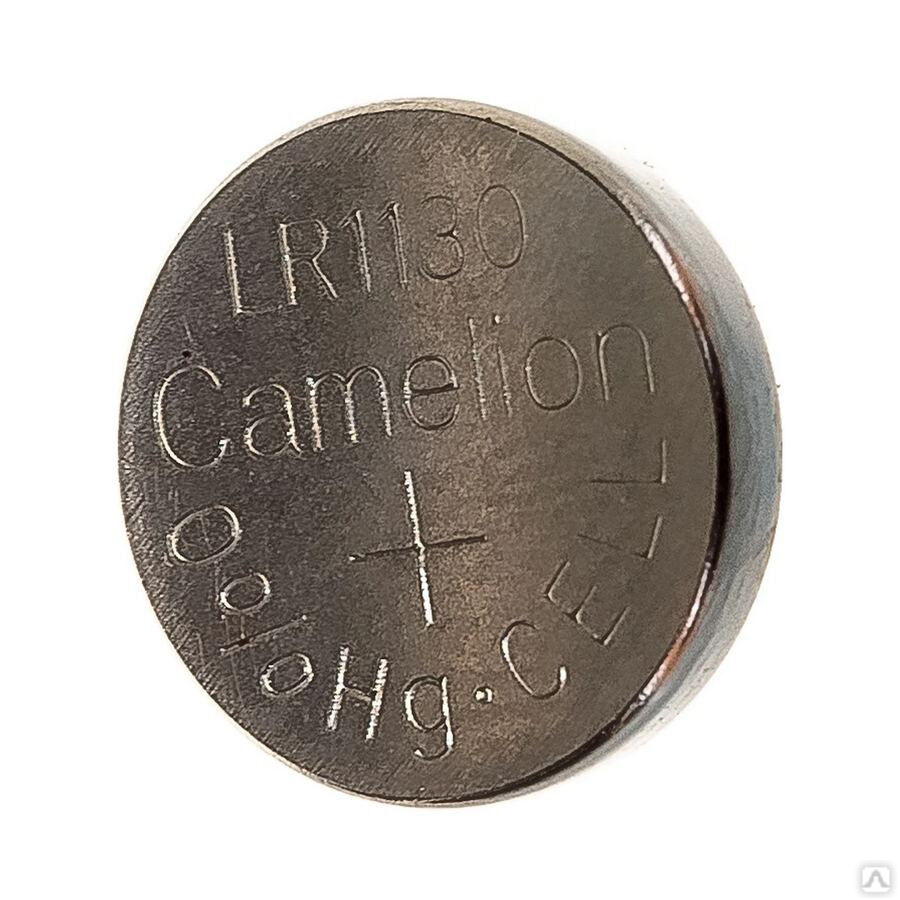 LR1130
Camelion
+
0%Hg·CELL